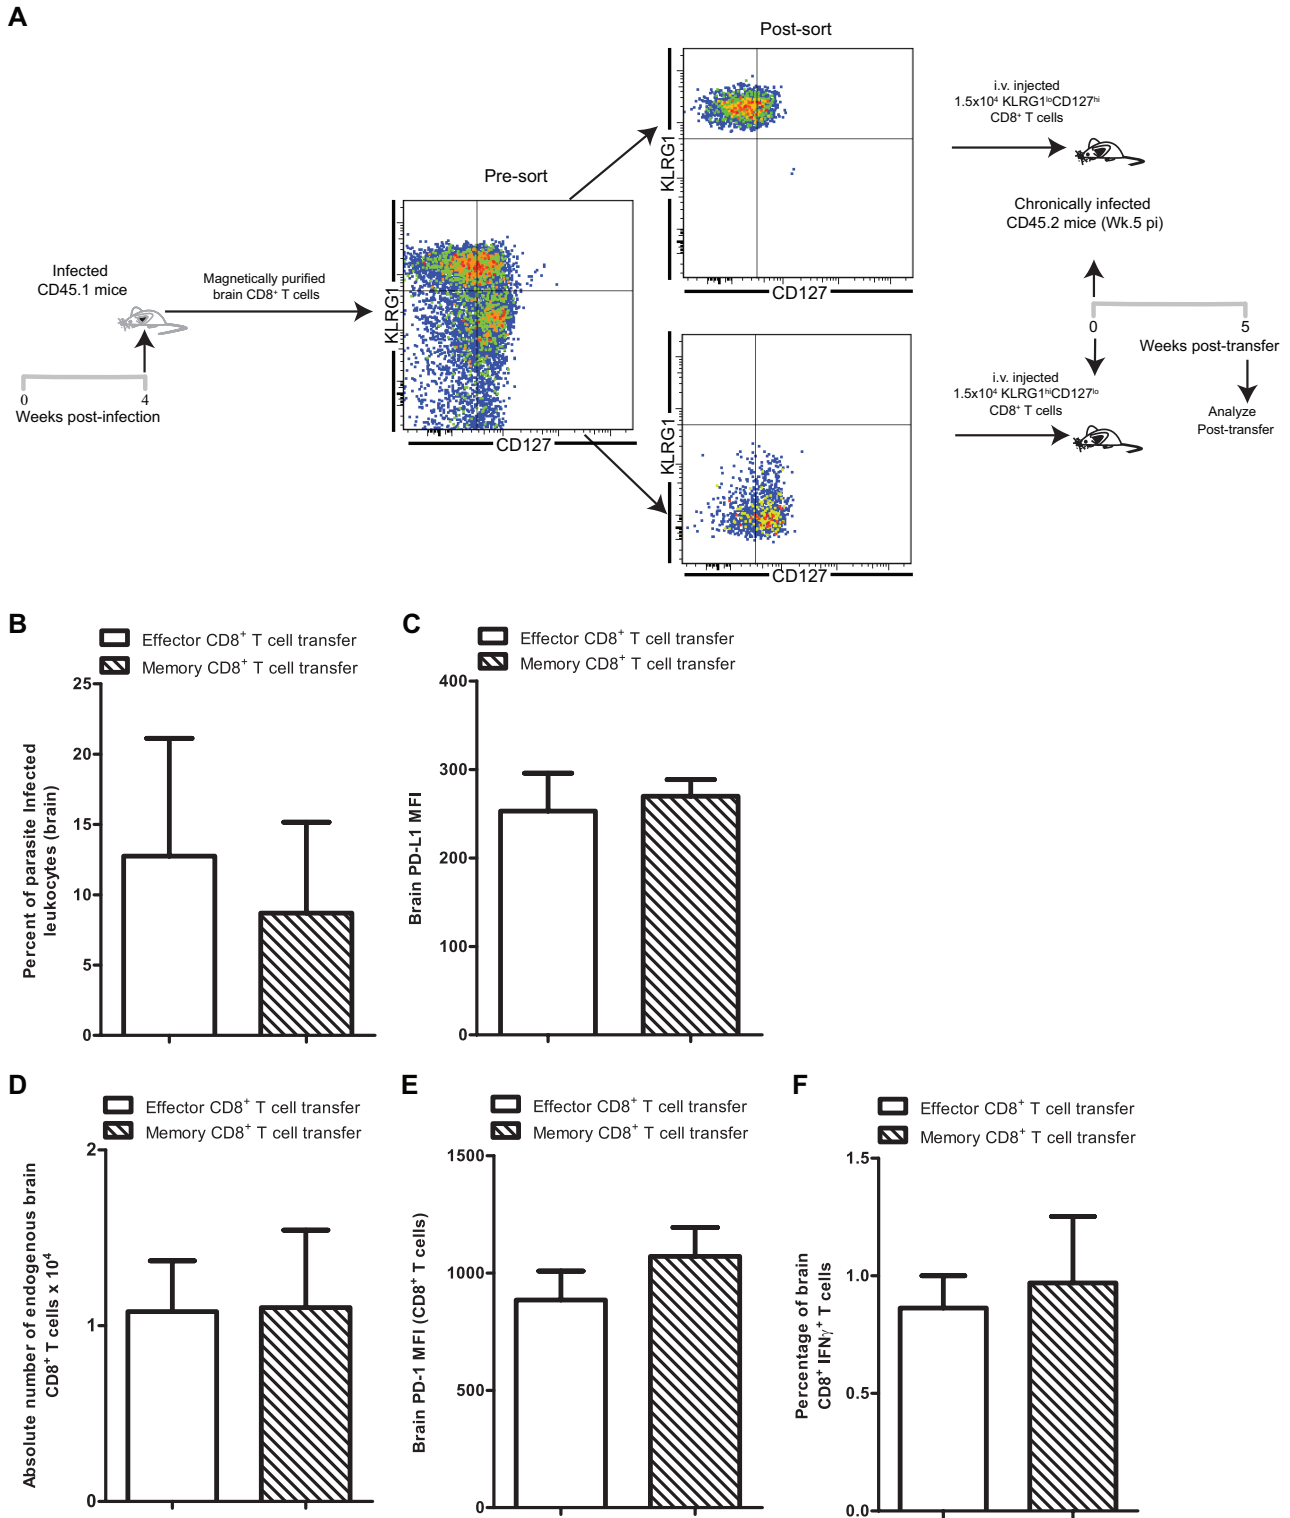 A
Post-sort
KLRG1
CD127
i.v. injected
1.5x10⁴ KLRG1ˡᵒCD127ʰⁱ
CD8⁺ T cells
Pre-sort
KLRG1
CD127
Infected
CD45.1 mice
Magnetically purified
brain CD8⁺ T cells
0 4
Weeks post-infection
Chronically infected
CD45.2 mice (Wk.5 pi)
0 5
Weeks post-transfer
KLRG1
CD127
i.v. injected
1.5x10⁴ KLRG1ʰⁱCD127ˡᵒ
CD8⁺ T cells
Analyze
Post-transfer
B
Effector CD8⁺ T cell transfer
Memory CD8⁺ T cell transfer
25
20
15
10
5
0
Percent of parasite Infected
leukocytes (brain)
C
Effector CD8⁺ T cell transfer
Memory CD8⁺ T cell transfer
400
300
200
100
0
Brain PD-L1 MFI
D
Effector CD8⁺ T cell transfer
Memory CD8⁺ T cell transfer
2
1
0
Absolute number of endogenous brain
CD8⁺ T cells x 10⁴
E
Effector CD8⁺ T cell transfer
Memory CD8⁺ T cell transfer
1500
1000
500
0
Brain PD-1 MFI (CD8⁺ T cells)
F
Effector CD8⁺ T cell transfer
Memory CD8⁺ T cell transfer
1.5
1.0
0.5
0.0
Percentage of brain
CD8⁺ IFNγ⁺ T cells